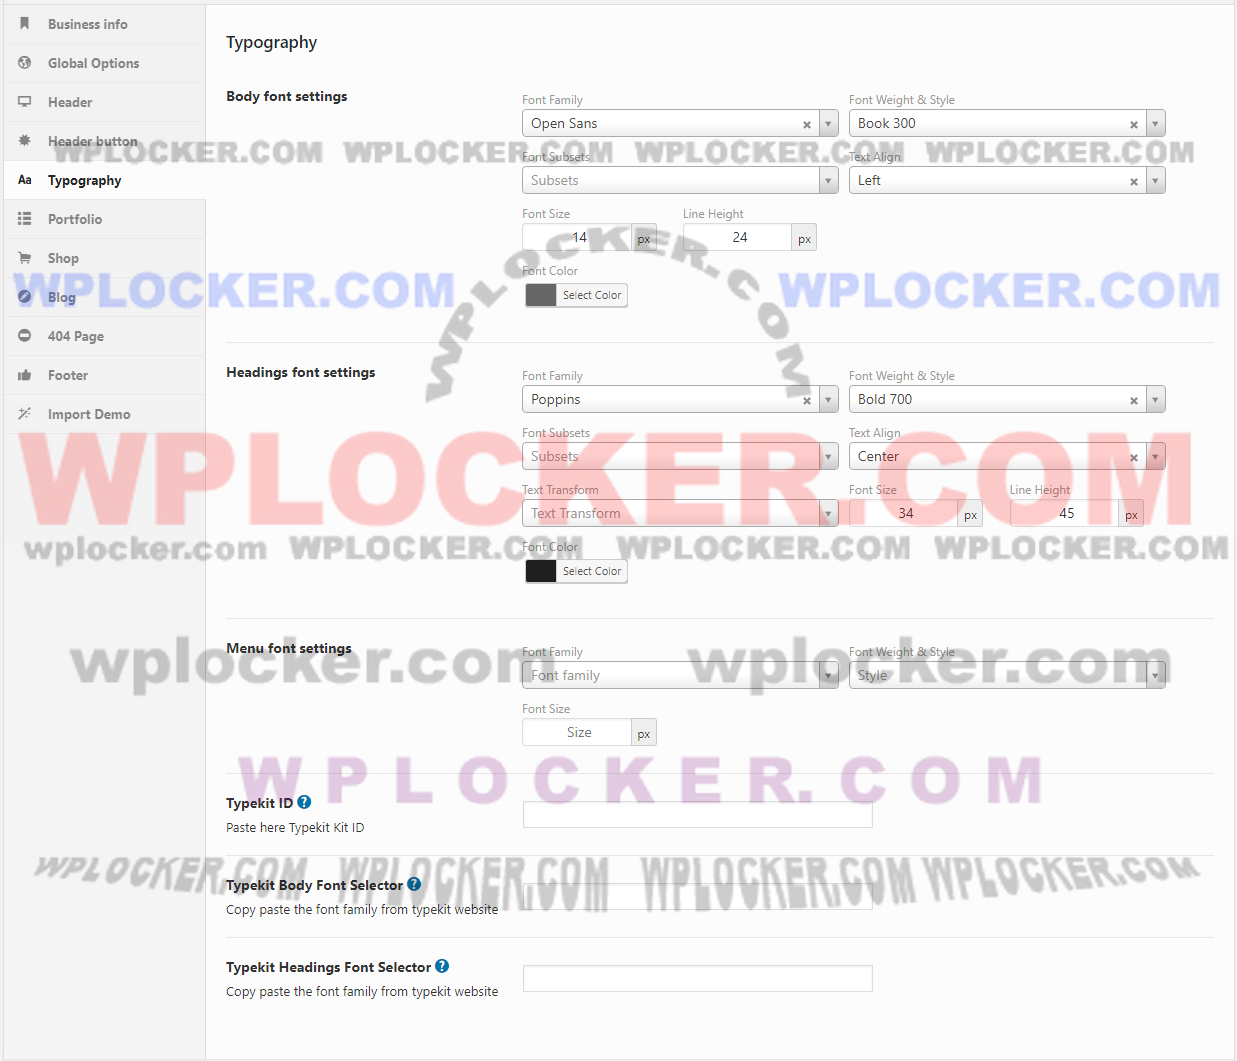 Business info
Global Options
Header
Header button
Aa Typography
Portfolio
Shop
Blog
404 Page
Footer
Import Demo
Typography
Body font settings
Font Family Font Weight & Style
Open Sans × Book 300 ×
WPLOCKER.COM WPLOCKER.COM WPLOCKER.COM WPLOCKER.COM
Font Subsets Text Align
Subsets Left ×
Font Size Line Height
14 px 24 px
WPLOCKER.COM
Font Color
WPLOCKER.COM WPLOCKER.COM
Select Color
Headings font settings
Font Family Font Weight & Style
Poppins × Bold 700 ×
Font Subsets Text Align
Subsets Center ×
WPLOCKER.COM
Text Transform Font Size Line Height
Text Transform 34 px 45 px
wplocker.com WPLOCKER.COM WPLOCKER.COM WPLOCKER.COM
Font Color
Select Color
Menu font settings
Font Family Font Weight & Style
wplocker.com wplocker.com
Font family Style
Font Size
Size px
WPLOCKER.COM
Typekit ID ?
Paste here Typekit Kit ID
WPLOCKER.COM WPLOCKER.COM WPLOCKER.COM WPLOCKER.COM
Typekit Body Font Selector ?
Copy paste the font family from typekit website
Typekit Headings Font Selector ?
Copy paste the font family from typekit website